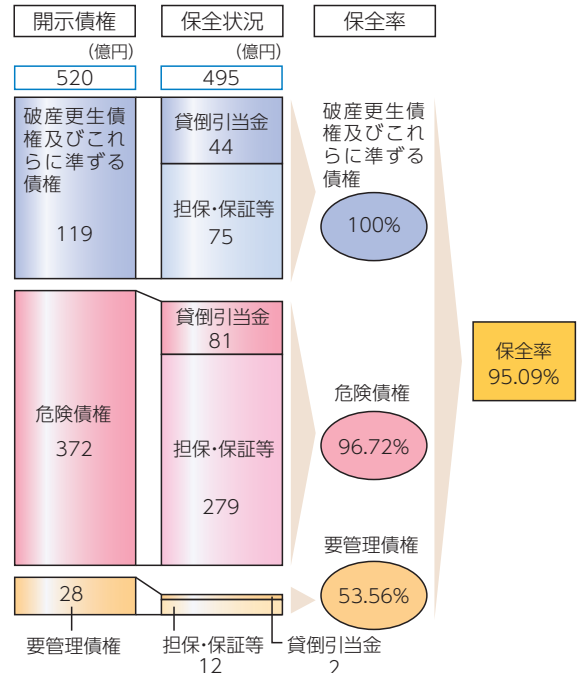 開示債権
保全状況
保全率
(億円)
(億円)
520
495
破産更生債
権及びこれ
らに準ずる
債権
119
貸倒引当金
44
担保・保証等
75
破産更生債
権及びこれ
らに準ずる
債権
100%
危険債権
372
貸倒引当金
81
担保・保証等
279
危険債権
96.72%
保全率
95.09%
28
要管理債権
担保・保証等
12
貸倒引当金
2
要管理債権
53.56%